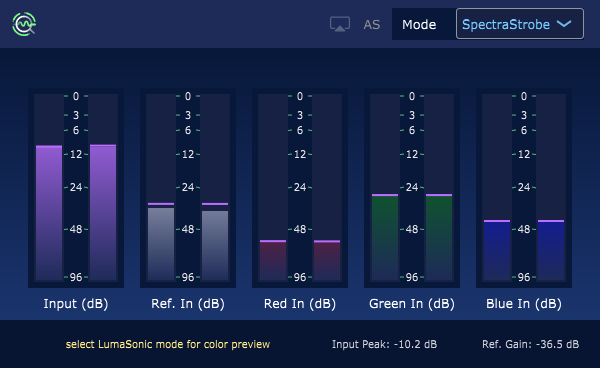 AS Mode SpectraStrobe
0 0 0 0 0
3 3 3 3 3
6 6 6 6 6
12 12 12 12 12
24 24 24 24 24
48 48 48 48 48
96 96 96 96 96
Input (dB) Ref. In (dB) Red In (dB) Green In (dB) Blue In (dB)
select LumaSonic mode for color preview Input Peak: -10.2 dB Ref. Gain: -36.5 dB